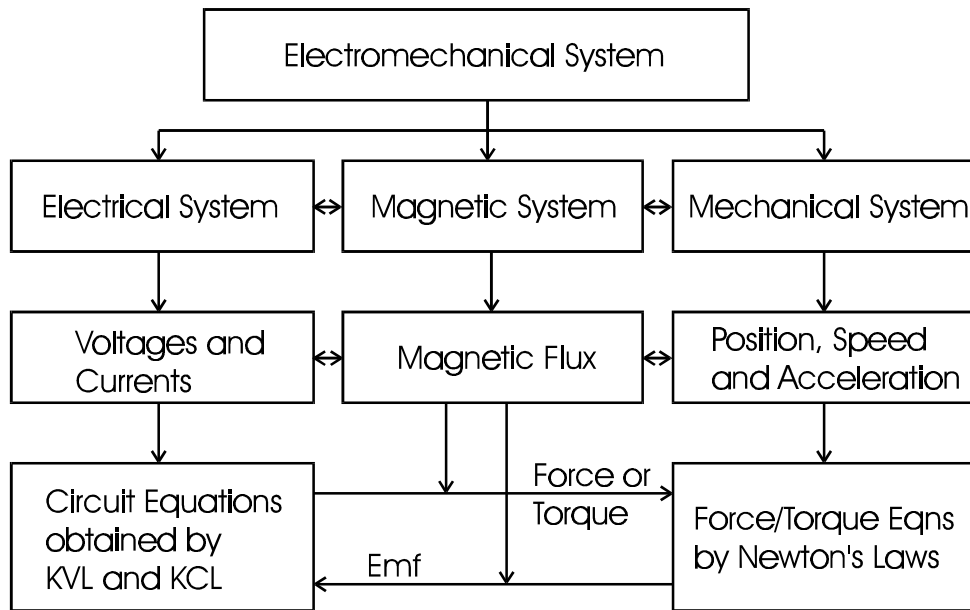 Electromechanical System
Electrical System
Magnetic System
Mechanical System
Voltages and
Currents
Magnetic Flux
Position, Speed
and Acceleration
Circuit Equations
obtained by
KVL and KCL
Force or
Torque
Emf
Force/Torque Eqns
by Newton's Laws